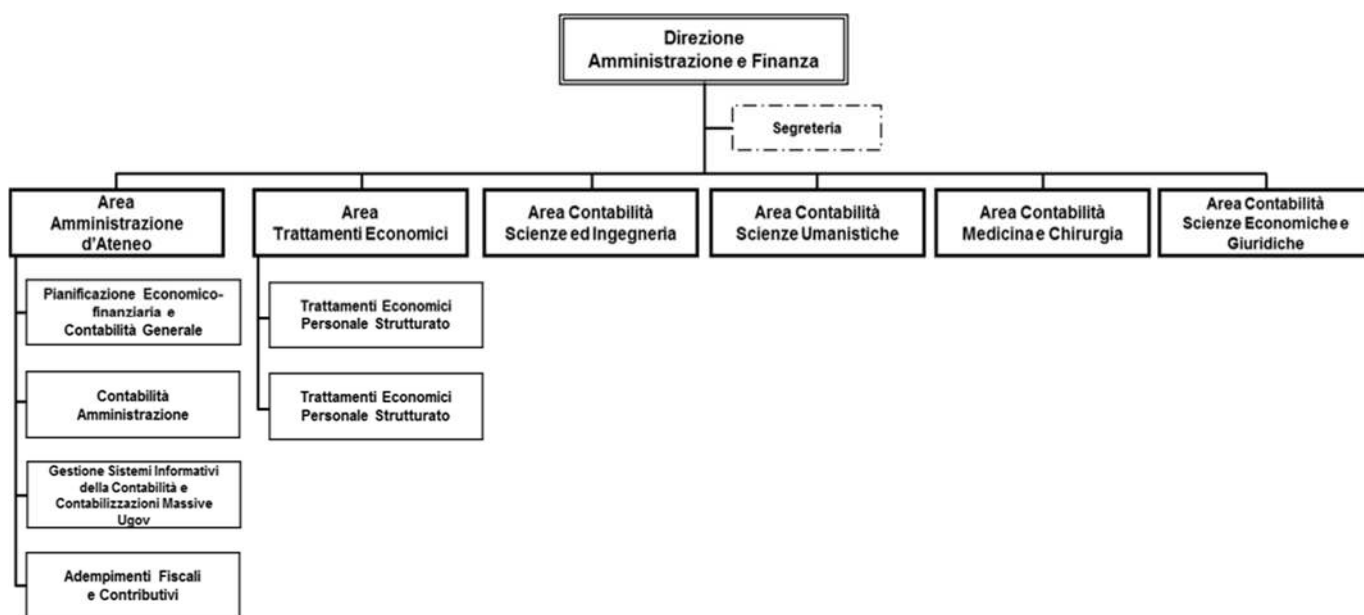 Direzione
Amministrazione e Finanza
Segreteria
Area
Amministrazione
d'Ateneo
Area
Trattamenti Economici
Area Contabilità
Scienze ed Ingegneria
Area Contabilità
Scienze Umanistiche
Area Contabilità
Medicina e Chirurgia
Area Contabilità
Scienze Economiche e
Giuridiche
Pianificazione Economico-
finanziaria e
Contabilità Generale
Contabilità
Amministrazione
Gestione Sistemi Informativi
della Contabilità e
Contabilizzazioni Massive
Ugov
Adempimenti Fiscali
e Contributivi
Trattamenti Economici
Personale Strutturato
Trattamenti Economici
Personale Strutturato